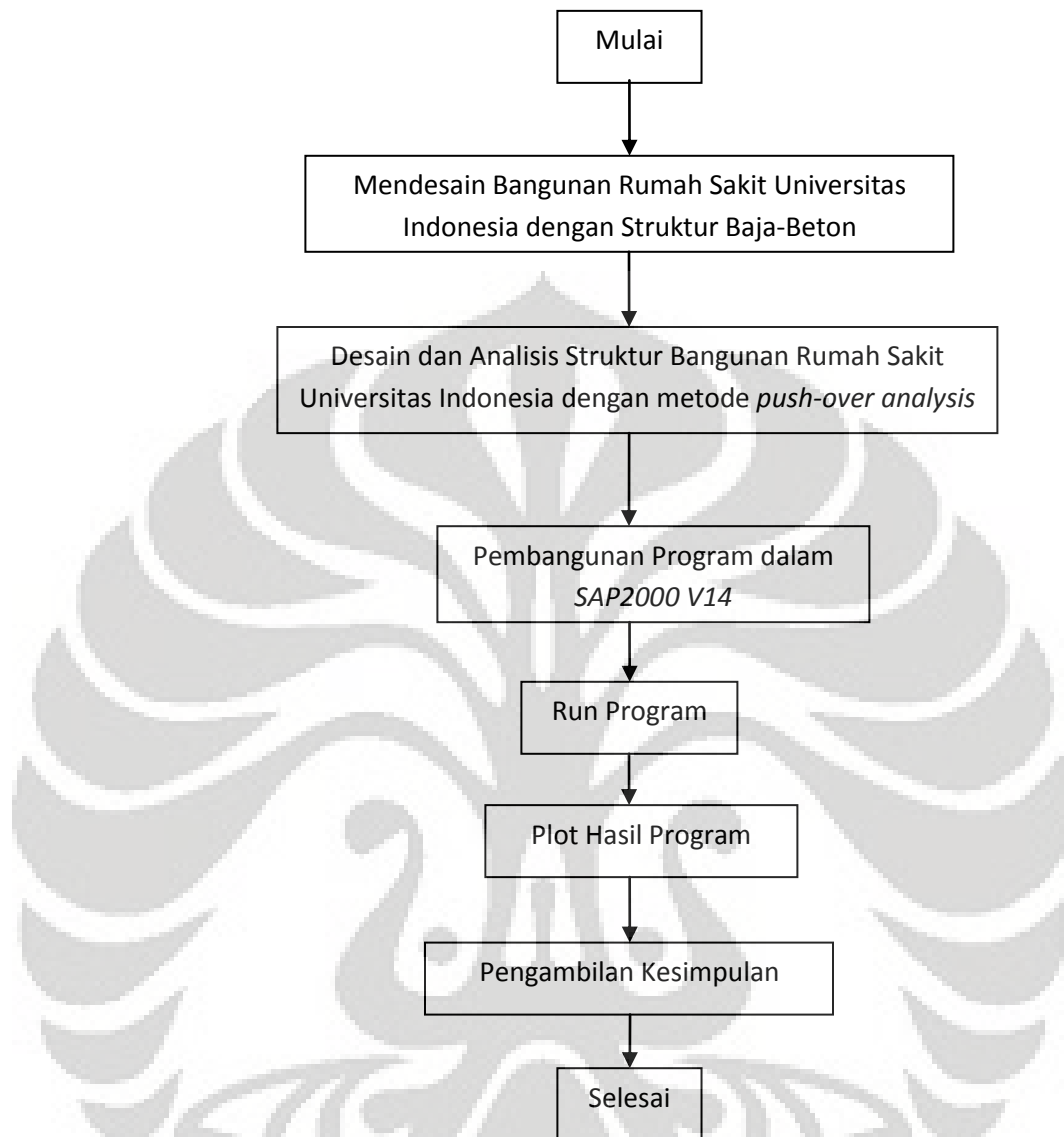 Mulai
Mendesain Bangunan Rumah Sakit Universitas
Indonesia dengan Struktur Baja-Beton
Desain dan Analisis Struktur Bangunan Rumah Sakit
Universitas Indonesia dengan metode push-over analysis
Pembangunan Program dalam
SAP2000 V14
Run Program
Plot Hasil Program
Pengambilan Kesimpulan
Selesai